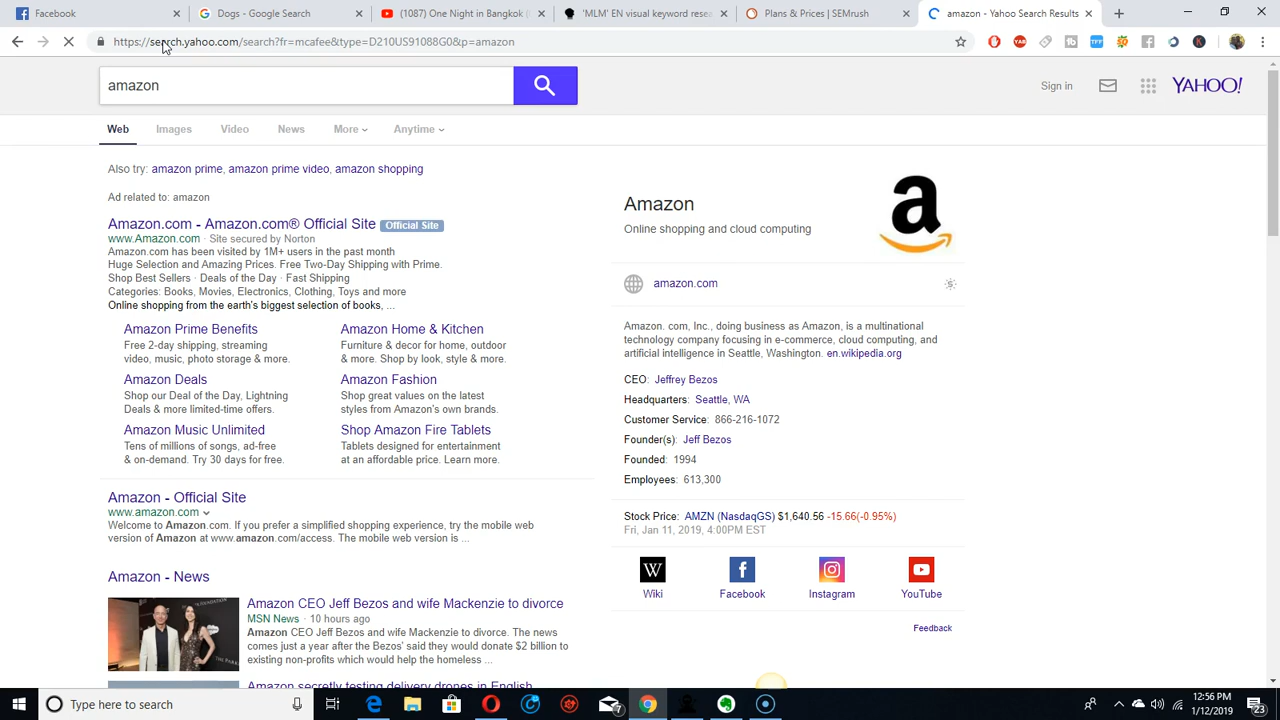 Facebook
Dogs - Google Search
(1087) One Night in Bangkok
'MLM' EN visual keyword resea
Plans & Prices | SEMrush
amazon - Yahoo Search Results
https://search.yahoo.com/search?fr=mcafee&type=D210US91088G0&p=amazon
amazon
Sign in
YAHOO!
Web Images Video News More Anytime
Also try: amazon prime, amazon prime video, amazon shopping
Ad related to: amazon
Amazon.com - Amazon.com® Official Site Official Site
www.Amazon.com · Site secured by Norton
Amazon.com has been visited by 1M+ users in the past month
Huge Selection and Amazing Prices. Free Two-Day Shipping with Prime.
Shop Best Sellers · Deals of the Day · Fast Shipping
Categories: Books, Movies, Electronics, Clothing, Toys and more
Online shopping from the earth's biggest selection of books, ...
Amazon Prime Benefits
Free 2-day shipping, streaming
video, music, photo storage & more.
Amazon Home & Kitchen
Furniture & decor for home, outdoor
& more. Shop by look, style & more.
Amazon Deals
Shop our Deal of the Day, Lightning
Deals & more limited-time offers.
Amazon Fashion
Shop great values on the latest
styles from Amazon's own brands.
Amazon Music Unlimited
Tens of millions of songs, ad-free
& on-demand. Try 30 days for free.
Shop Amazon Fire Tablets
Tablets designed for entertainment
at an affordable price. Learn more.
Amazon - Official Site
www.amazon.com
Welcome to Amazon.com. If you prefer a simplified shopping experience, try the mobile web
version of Amazon at www.amazon.com/access. The mobile web version is ...
Amazon - News
Amazon CEO Jeff Bezos and wife Mackenzie to divorce
MSN News · 10 hours ago
Amazon CEO Jeff Bezos and wife Mackenzie to divorce. The news
comes just a year after the Bezos' said they would donate $2 billion to
existing non-profits which would help the homeless ...
Amazon secretly testing delivery drones in English
Amazon
Online shopping and cloud computing
amazon.com
Amazon. com, Inc., doing business as Amazon, is a multinational
technology company focusing in e-commerce, cloud computing, and
artificial intelligence in Seattle, Washington. en.wikipedia.org
CEO: Jeffrey Bezos
Headquarters: Seattle, WA
Customer Service: 866-216-1072
Founder(s): Jeff Bezos
Founded: 1994
Employees: 613,300
Stock Price: AMZN (NasdaqGS) $1,640.56 -15.66(-0.95%)
Fri, Jan 11, 2019, 4:00PM EST
Wiki Facebook Instagram YouTube
Feedback
Type here to search
7
12:56 PM
1/12/2019
23